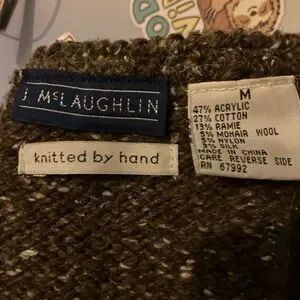 J. McLAUGHLIN
knitted by hand
M
47% ACRYLIC
27% COTTON
13% RAMIE
5% MOHAIR WOOL
5% NYLON
3% SILK
MADE IN CHINA
CARE REVERSE SIDE
RN 67992